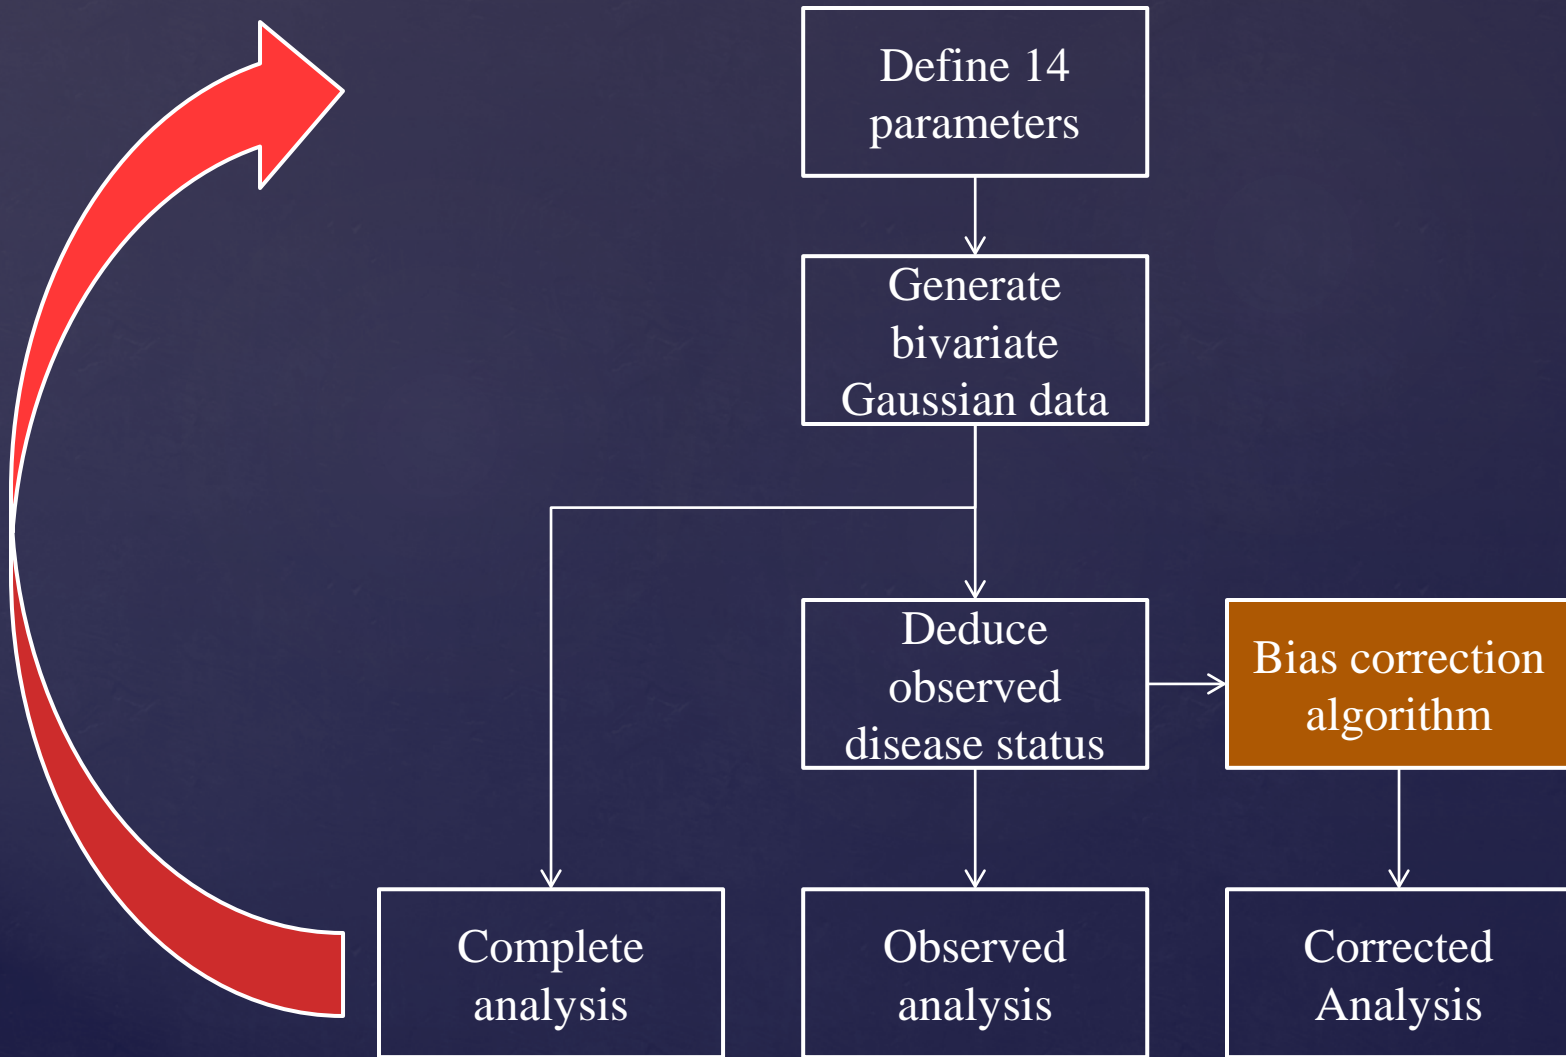 Define 14
parameters
Generate
bivariate
Gaussian data
Deduce
observed
disease status
Bias correction
algorithm
Complete
analysis
Observed
analysis
Corrected
Analysis